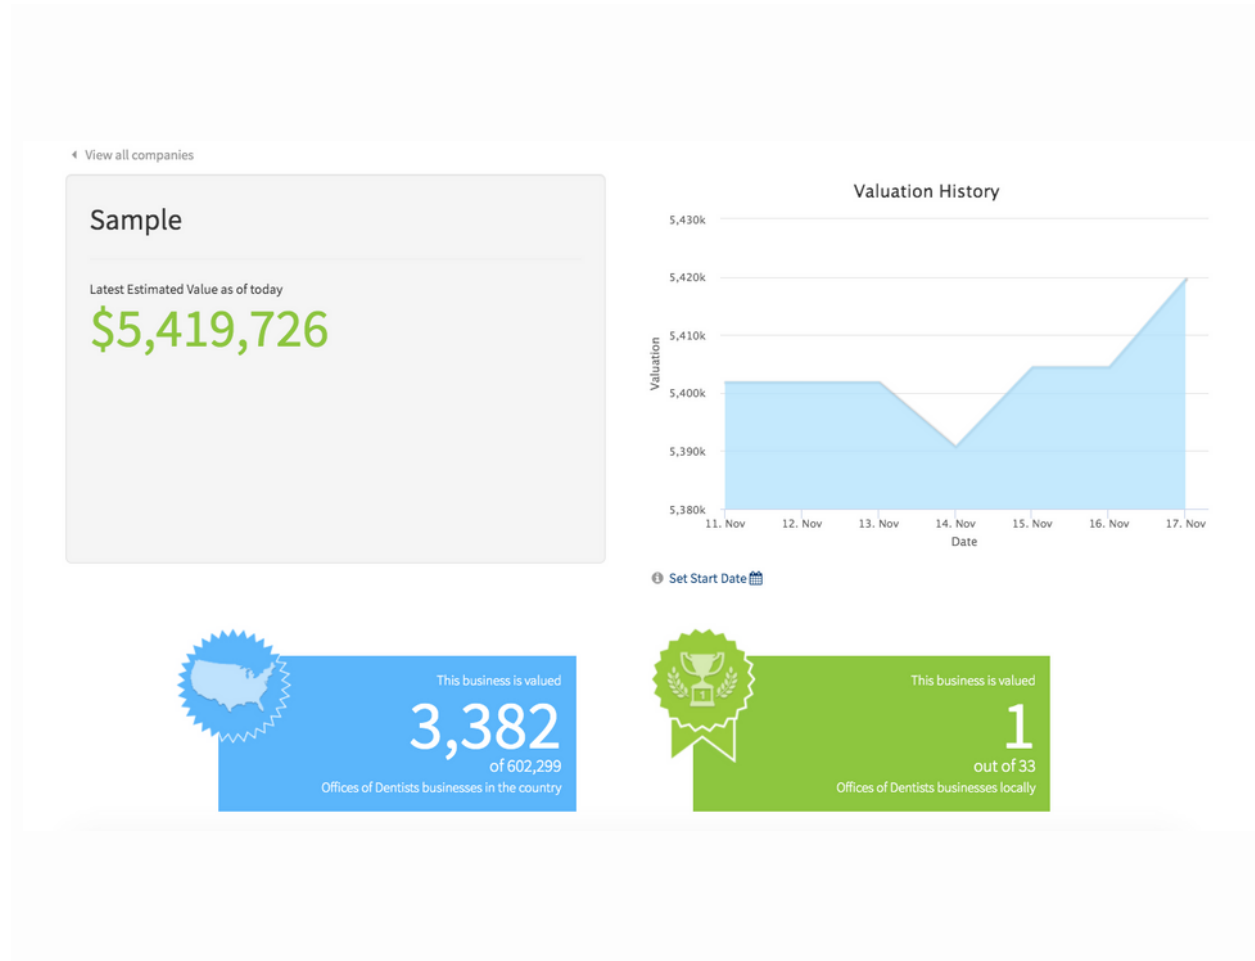 View all companies
Sample
Latest Estimated Value as of today
$5,419,726
Valuation History
5,430k
5,420k
5,410k
5,400k
5,390k
5,380k
Valuation
11. Nov 12. Nov 13. Nov 14. Nov 15. Nov 16. Nov 17. Nov
Date
Set Start Date
This business is valued
3,382
of 602,299
Offices of Dentists businesses in the country
1
This business is valued
1
out of 33
Offices of Dentists businesses locally